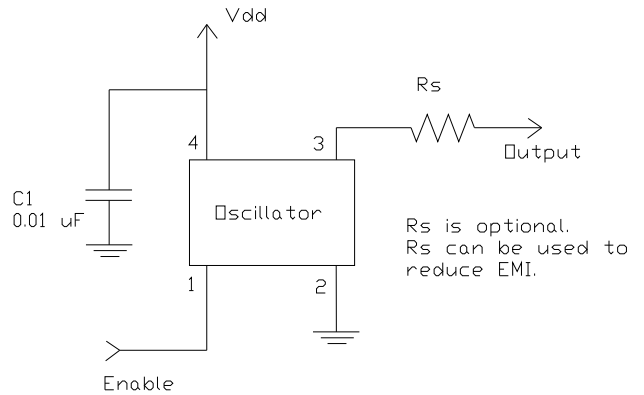 Vdd
Rs
4
3
Output
C1
0.01 uF
Oscillator
Rs is optional.
Rs can be used to
reduce EMI.
1
2
Enable